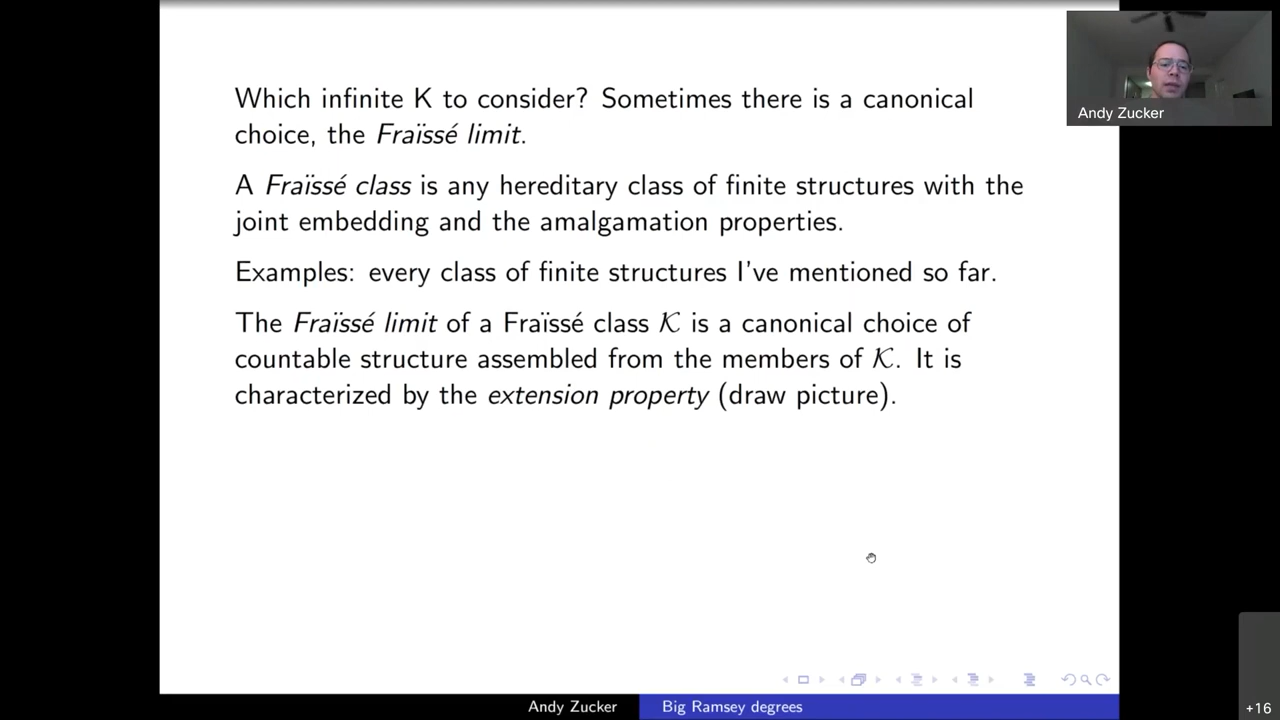 Which infinite K to consider? Sometimes there is a canonical
choice, the Fraïssé limit.
A Fraïssé class is any hereditary class of finite structures with the
joint embedding and the amalgamation properties.
Examples: every class of finite structures I've mentioned so far.
The Fraïssé limit of a Fraïssé class 𝒦 is a canonical choice of
countable structure assembled from the members of 𝒦. It is
characterized by the extension property (draw picture).
Andy Zucker
Andy Zucker
Big Ramsey degrees
+16